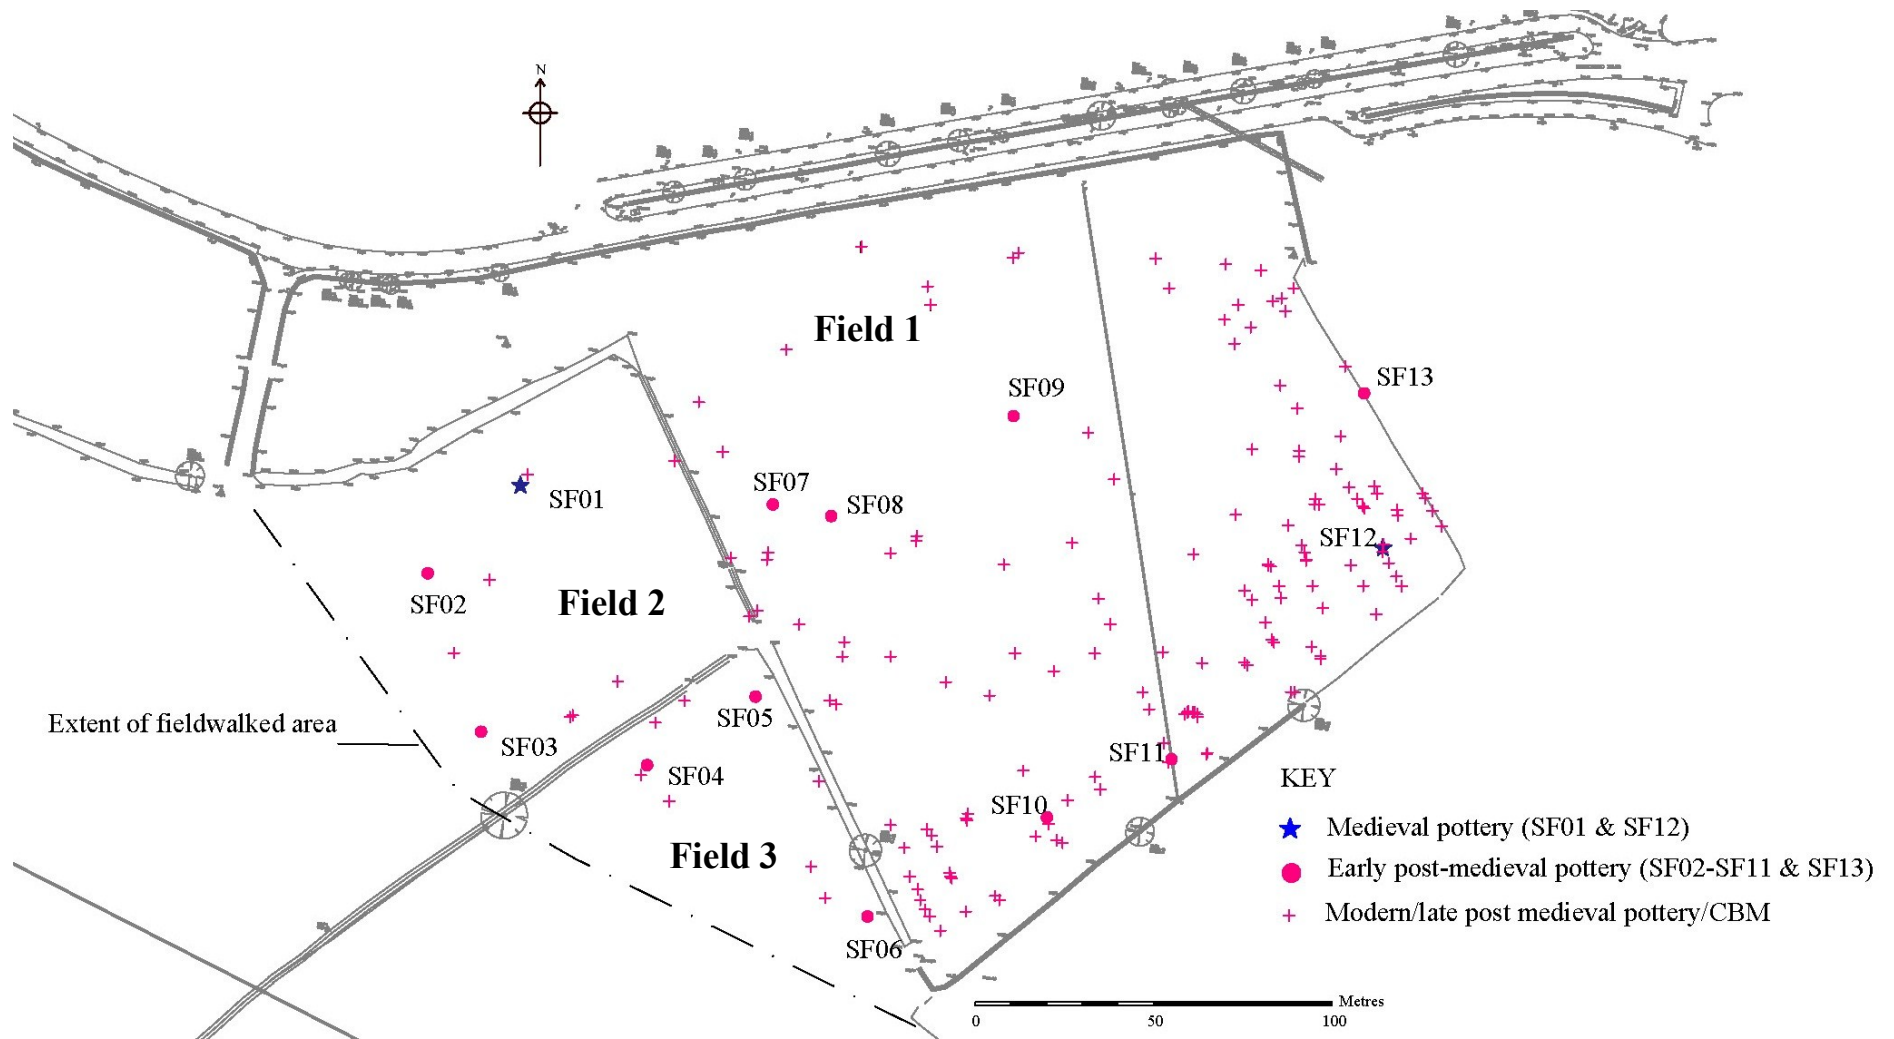 N
Field 1
SF13
SF09
SF07
SF08
SF01
SF12
SF02
Field 2
SF05
Extent of fieldwalked area
SF03
SF11
SF04
KEY
SF10
Medieval pottery (SF01 & SF12)
Field 3
Early post-medieval pottery (SF02-SF11 & SF13)
Modern/late post medieval pottery/CBM
SF06
Metres
0 50 100